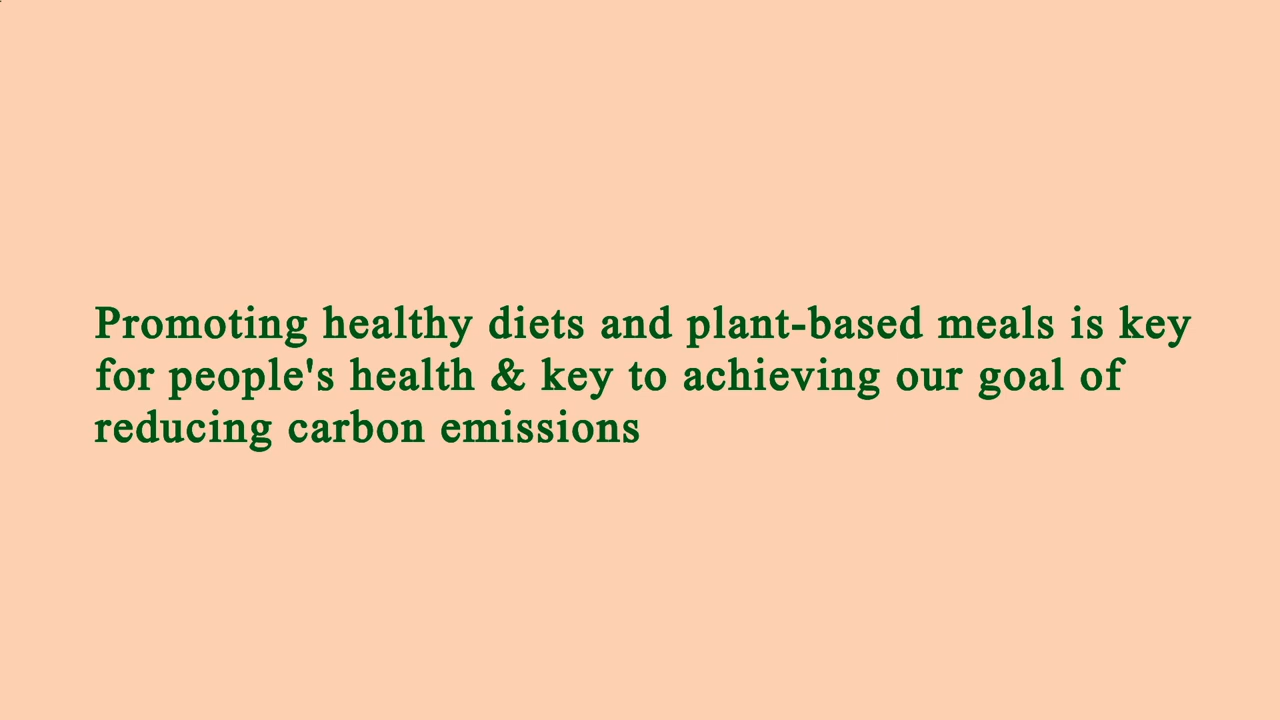 Promoting healthy diets and plant-based meals is key
for people's health & key to achieving our goal of
reducing carbon emissions